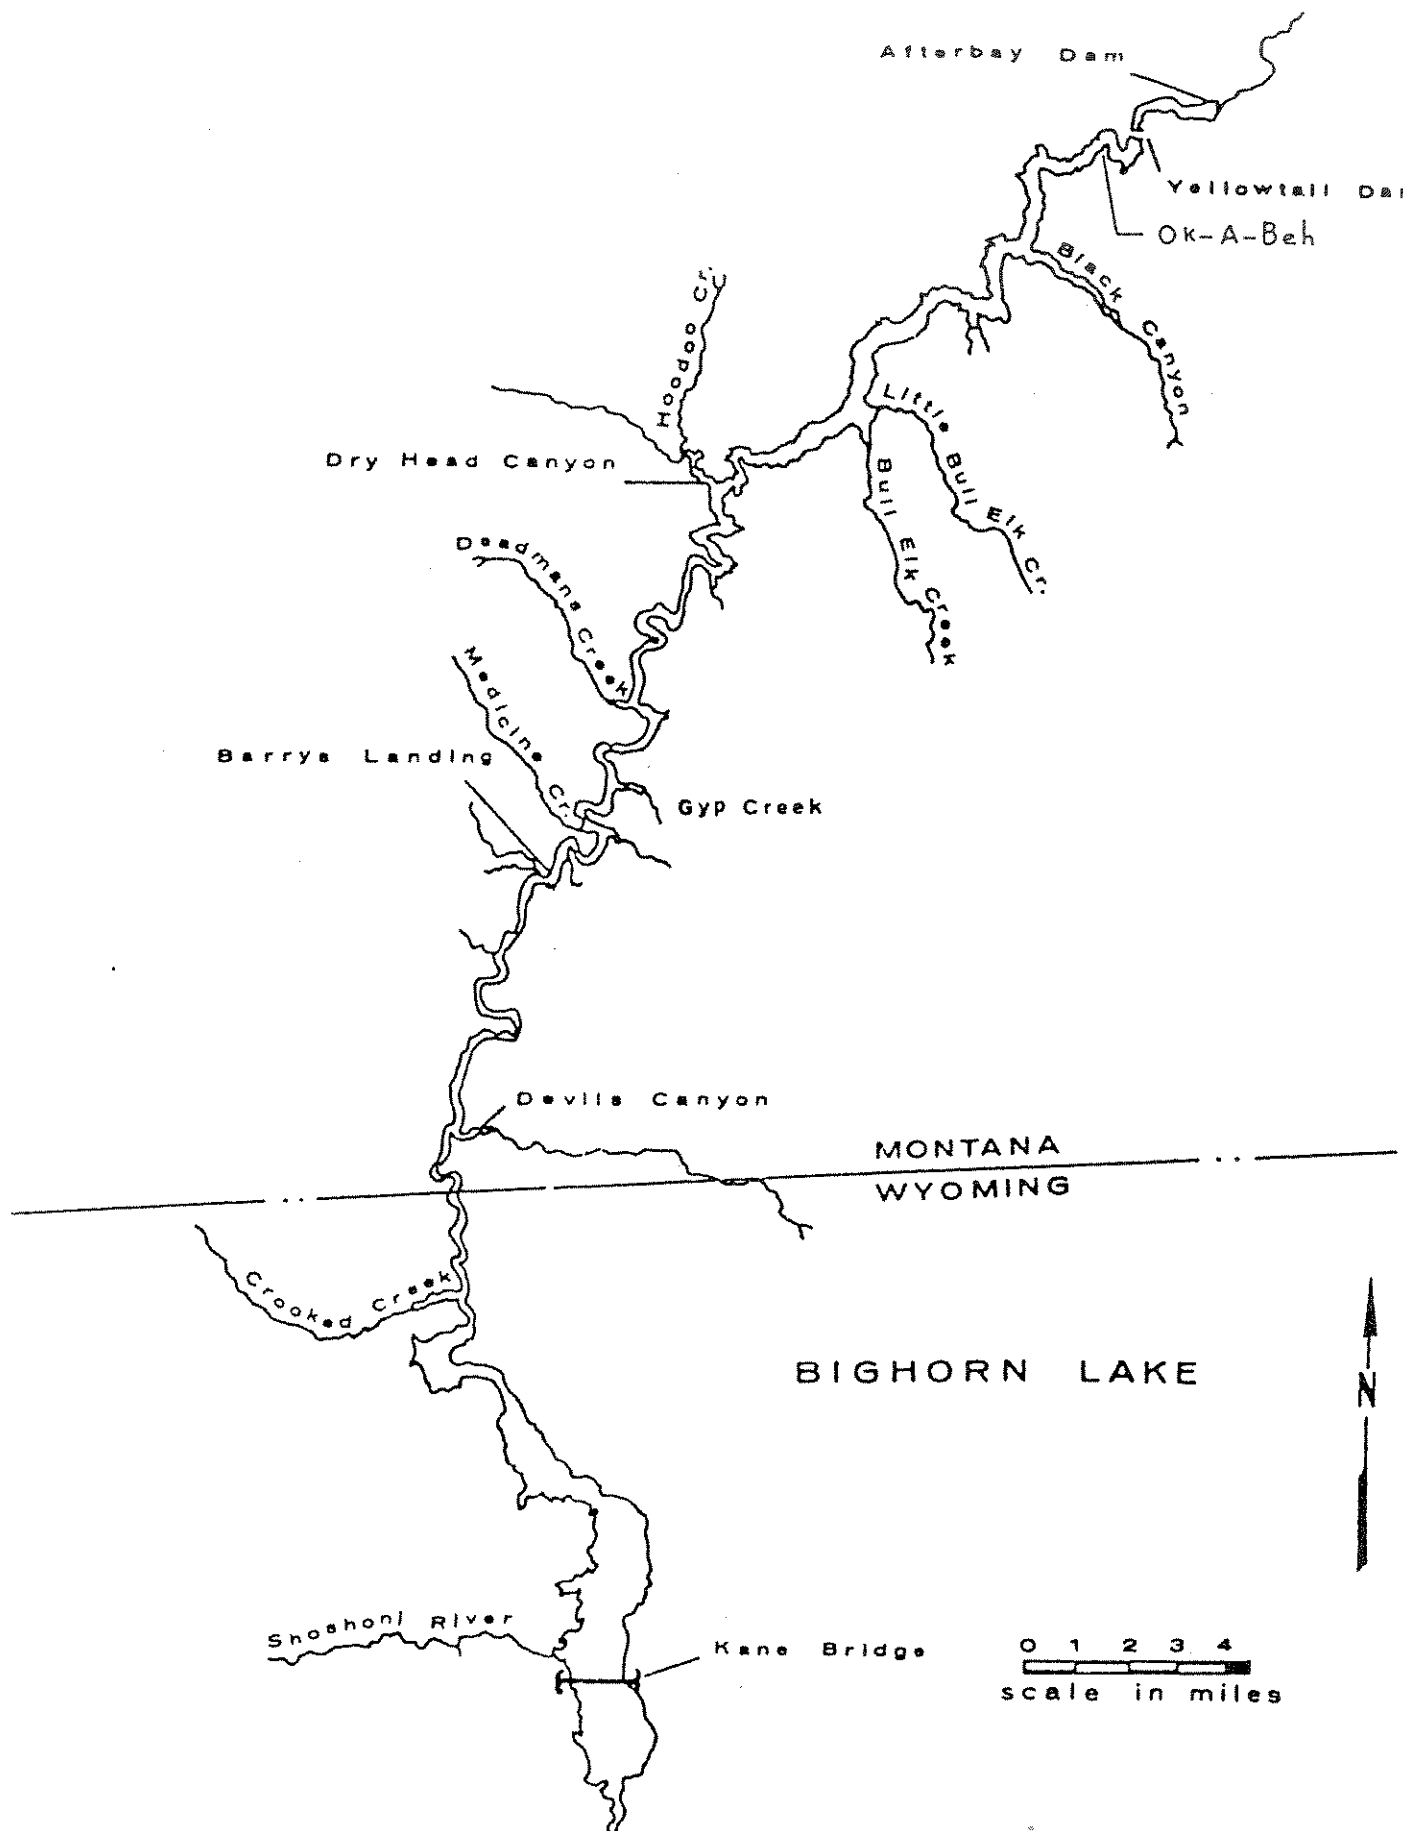 Afterbay Dam
Yellowtail Da
OK-A-Beh
Black Canyon
Hoodoo Cr.
Little Bull Elk Cr.
Dry Head Canyon
Bull Elk Creek
Deadmans Creek
Medicine Cr.
Barrys Landing
Gyp Creek
Devils Canyon
MONTANA
WYOMING
Crooked Creek
BIGHORN LAKE
N
Shoshoni River
Kane Bridge
0 1 2 3 4
scale in miles